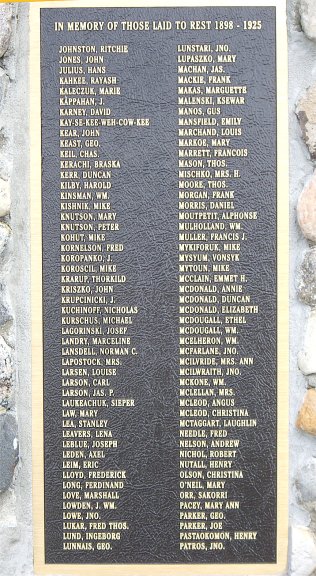 IN MEMORY OF THOSE LAID TO REST 1898 - 1925
JOHNSTON, RITCHIE
JONES, JOHN
JULIUS, HANS
KAHKEE, RAYASH
KALECZUK, MARIE
KÄPPAHAN, J.
KARNEY, DAVID
KAY-SE-KEE-WEH-COW-KEE
KEAR, JOHN
KEAST, GEO.
KEIL, CHAS.
KERACHI, BRASKA
KERR, DUNCAN
KILBY, HAROLD
KINSMAN, WM.
KISHNIK, MIKE
KNUTSON, MARY
KNUTSON, PETER
KOHUT, MIKE
KORNELSON, FRED
KOROPANKO, J.
KOROSCIL, MIKE
KRARUP, THORKILD
KRISZKO, JOHN
KRUPCINICKI, J.
KUCHINOFF, NICHOLAS
KURSCHUS, MICHAEL
LAGORINSKI, JOSEF
LANDRY, MARCELINE
LANSDELL, NORMAN C.
LAPOSTOCK, MRS.
LARSEN, LOUISE
LARSON, CARL
LARSON, JAS. P.
LAUKEACHUK, SIEFER
LAW, MARY
LEA, STANLEY
LEAVERS, LENA
LEBLUE, JOSEPH
LEDEN, AXEL
LEIM, ERIC
LLOYD, FREDERICK
LONG, FERDINAND
LOVE, MARSHALL
LOWDEN, J. WM.
LOWE, JNO.
LUKAR, FRED THOS.
LUND, INGEBORG
LUNNAIS, GEO.
LUNSTARI, JNO.
LUPASZKO, MARY
MACHAN, JAS.
MACKIE, FRANK
MAKAS, MARGUETTE
MALENSKI, KSEWAR
MANOS, GUS
MANSFIELD, EMILY
MARCHAND, LOUIS
MARKOE, MARY
MARRETT, FRANCOIS
MASON, THOS.
MISCHKO, MRS. H.
MOORE, THOS.
MORGAN, FRANK
MORRIS, DANIEL
MOUTPETIT, ALPHONSE
MULHOLLAND, WM.
MULLER, FRANCIS J.
MYKIFORUK, MIKE
MYSYUM, VONSYK
MYTOUN, MIKE
MCCLAIN, EMMET H.
MCDONALD, ANNIE
MCDONALD, DUNCAN
MCDONALD, ELIZABETH
MCDOUGALL, ETHEL
MCDOUGALL, WM.
MCELHERON, WM.
MCFARLANE, JNO.
MCILVRIDE, MRS. ANN
MCILWRAITH, JNO.
MCKONE, WM.
MCLELLAN, MRS.
MCLEOD, ANGUS
MCLEOD, CHRISTINA
MCTAGGART, LAUGHLIN
NEEDLE, FRED
NELSON, ANDREW
NICHOL, ROBERT
NUTALL, HENRY
OLSON, CHRISTINA
O'NEIL, MARY
ORR, SAKORRI
PACEY, MARY ANN
PARKER, GEO.
PARKER, JOE
PASTAOKOMON, HENRY
PATROS, JNO.